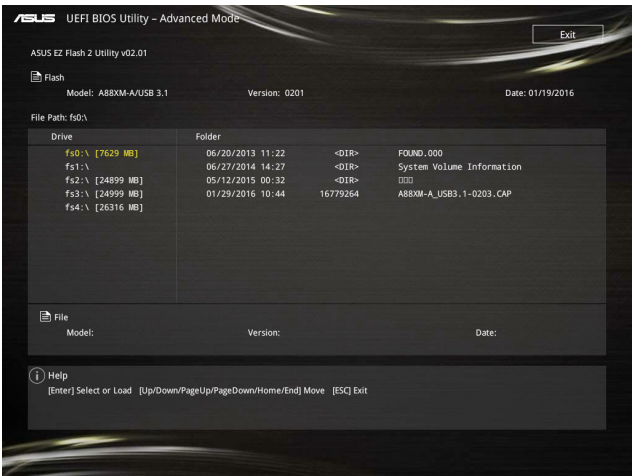 ASUS UEFI BIOS Utility – Advanced Mode
Exit
ASUS EZ Flash 2 Utility v02.01
Flash
Model: A88XM-A/USB 3.1 Version: 0201 Date: 01/19/2016
File Path: fs0:\
Drive Folder
fs0:\ [7629 MB] 06/20/2013 11:22 <DIR> FOUND.000
fs1:\ 06/27/2014 14:27 <DIR> System Volume Information
fs2:\ [24899 MB] 05/12/2015 00:32 <DIR> □□□
fs3:\ [24999 MB] 01/29/2016 10:44 16779264 A88XM-A_USB3.1-0203.CAP
fs4:\ [26316 MB]
File
Model: Version: Date:
Help
[Enter] Select or Load [Up/Down/PageUp/PageDown/Home/End] Move [ESC] Exit